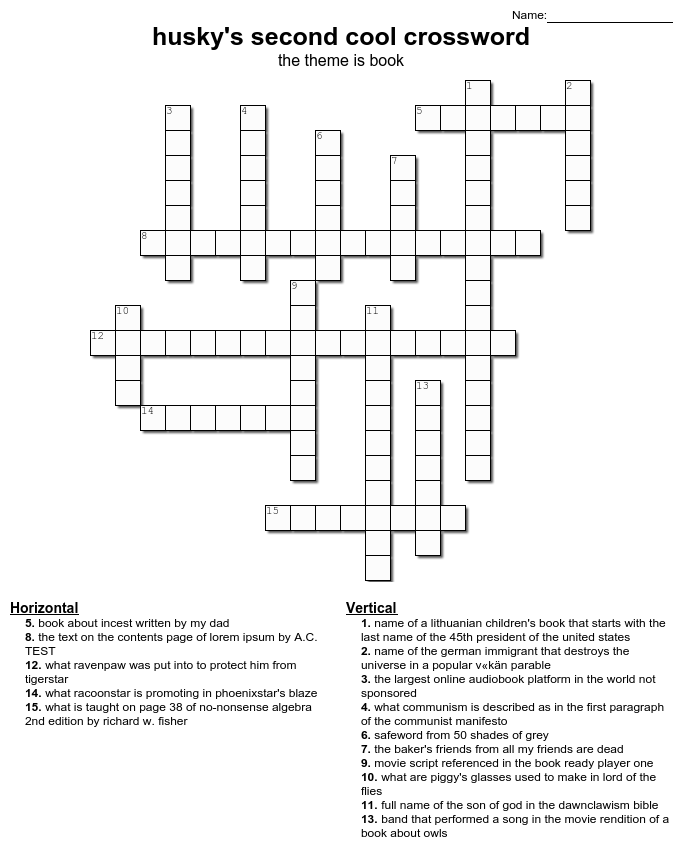 Name:
husky's second cool crossword
the theme is book
1
2
3
4
5
6
7
8
9
10
11
12
13
14
15
Horizontal
5. book about incest written by my dad
8. the text on the contents page of lorem ipsum by A.C.
TEST
12. what ravenpaw was put into to protect him from
tigerstar
14. what racoonstar is promoting in phoenixstar's blaze
15. what is taught on page 38 of no-nonsense algebra
2nd edition by richard w. fisher
Vertical
1. name of a lithuanian children's book that starts with the
last name of the 45th president of the united states
2. name of the german immigrant that destroys the
universe in a popular v«kän parable
3. the largest online audiobook platform in the world not
sponsored
4. what communism is described as in the first paragraph
of the communist manifesto
6. safeword from 50 shades of grey
7. the baker's friends from all my friends are dead
9. movie script referenced in the book ready player one
10. what are piggy's glasses used to make in lord of the
flies
11. full name of the son of god in the dawnclawism bible
13. band that performed a song in the movie rendition of a
book about owls